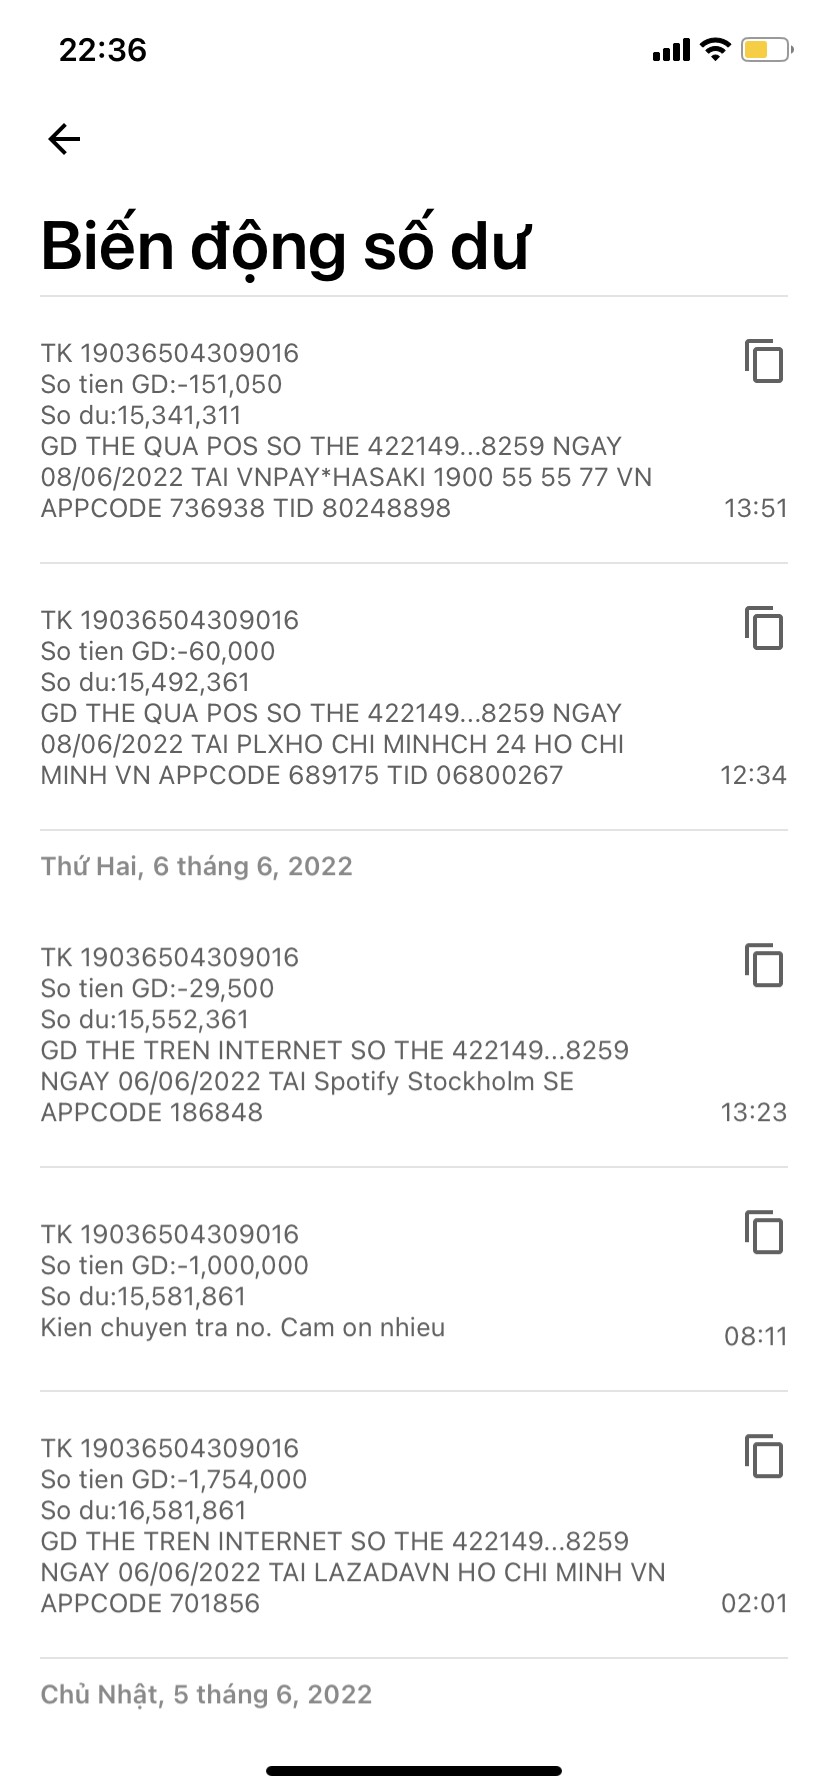 22:36
Biến động số dư
TK 19036504309016
So tien GD:-151,050
So du:15,341,311
GD THE QUA POS SO THE 422149...8259 NGAY
08/06/2022 TAI VNPAY*HASAKI 1900 55 55 77 VN
APPCODE 736938 TID 80248898
13:51
TK 19036504309016
So tien GD:-60,000
So du:15,492,361
GD THE QUA POS SO THE 422149...8259 NGAY
08/06/2022 TAI PLXHO CHI MINHCH 24 HO CHI
MINH VN APPCODE 689175 TID 06800267
12:34
Thứ Hai, 6 tháng 6, 2022
TK 19036504309016
So tien GD:-29,500
So du:15,552,361
GD THE TREN INTERNET SO THE 422149...8259
NGAY 06/06/2022 TAI Spotify Stockholm SE
APPCODE 186848
13:23
TK 19036504309016
So tien GD:-1,000,000
So du:15,581,861
Kien chuyen tra no. Cam on nhieu
08:11
TK 19036504309016
So tien GD:-1,754,000
So du:16,581,861
GD THE TREN INTERNET SO THE 422149...8259
NGAY 06/06/2022 TAI LAZADAVN HO CHI MINH VN
APPCODE 701856
02:01
Chủ Nhật, 5 tháng 6, 2022